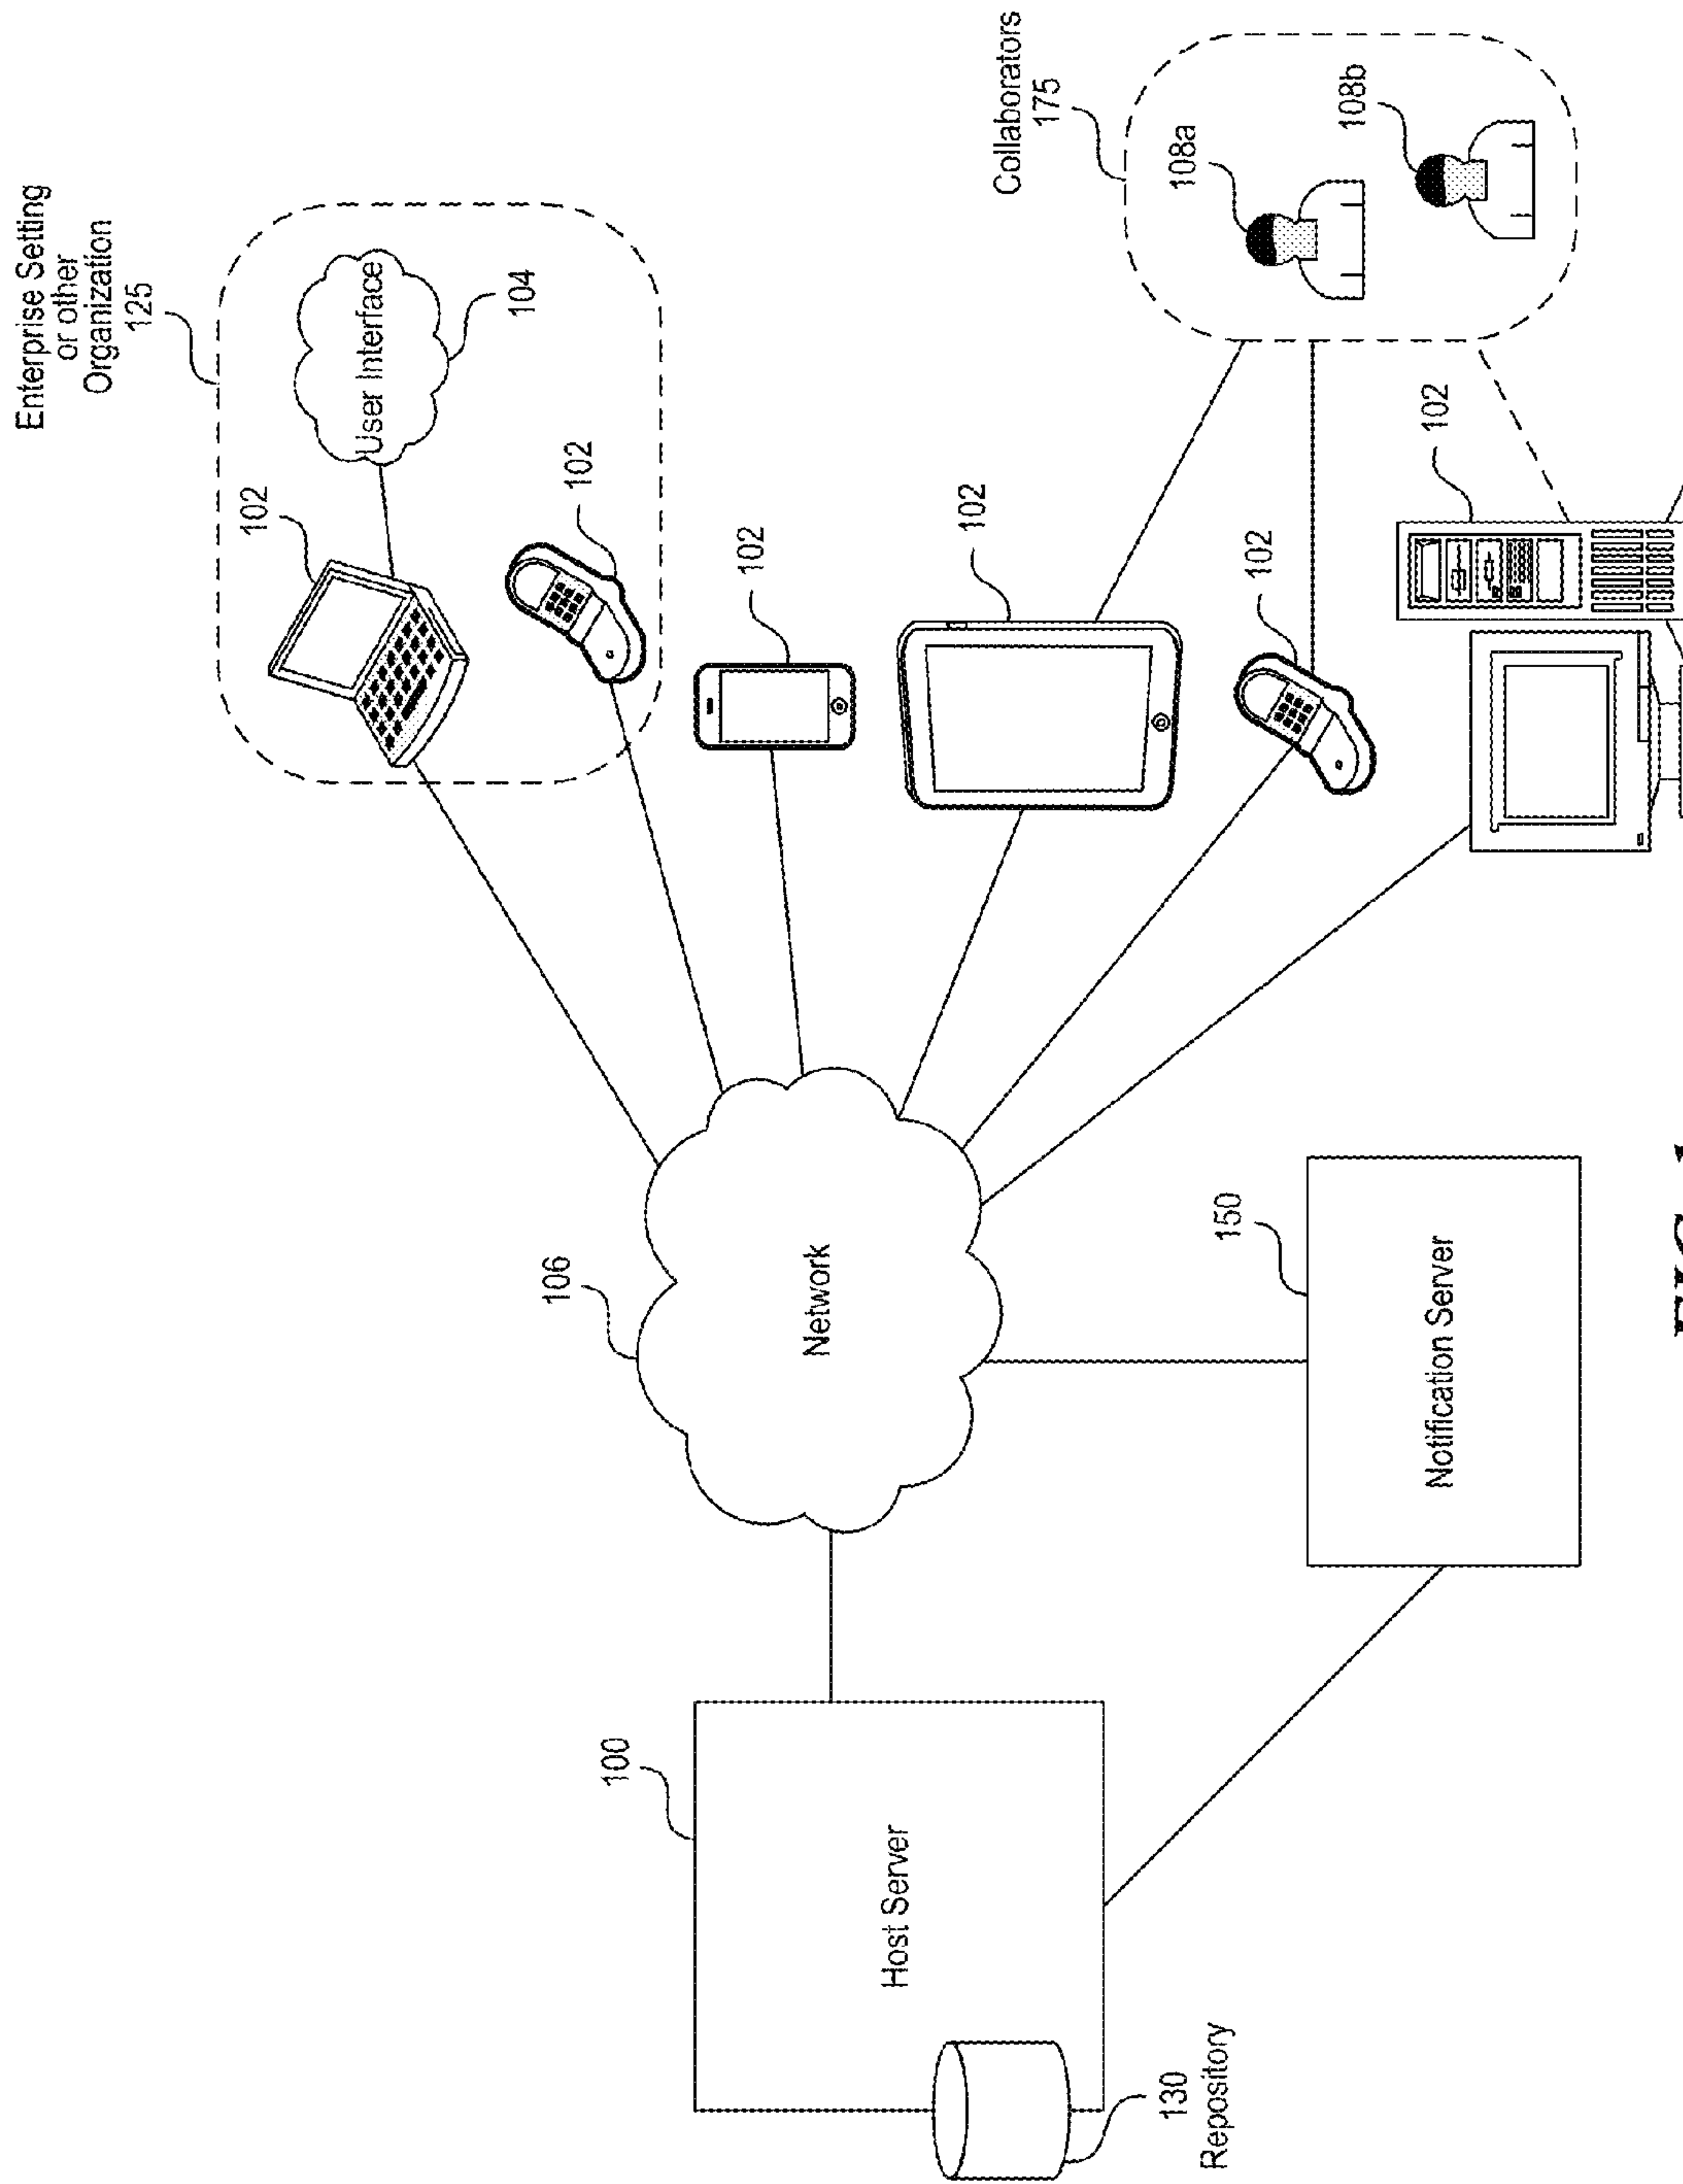 Enterprise Setting
or other
Organization
125
102
User Interface
104
102
102
102
102
102
Collaborators
175
108a
108b
106
Network
150
Notification Server
100
Host Server
130
Repository